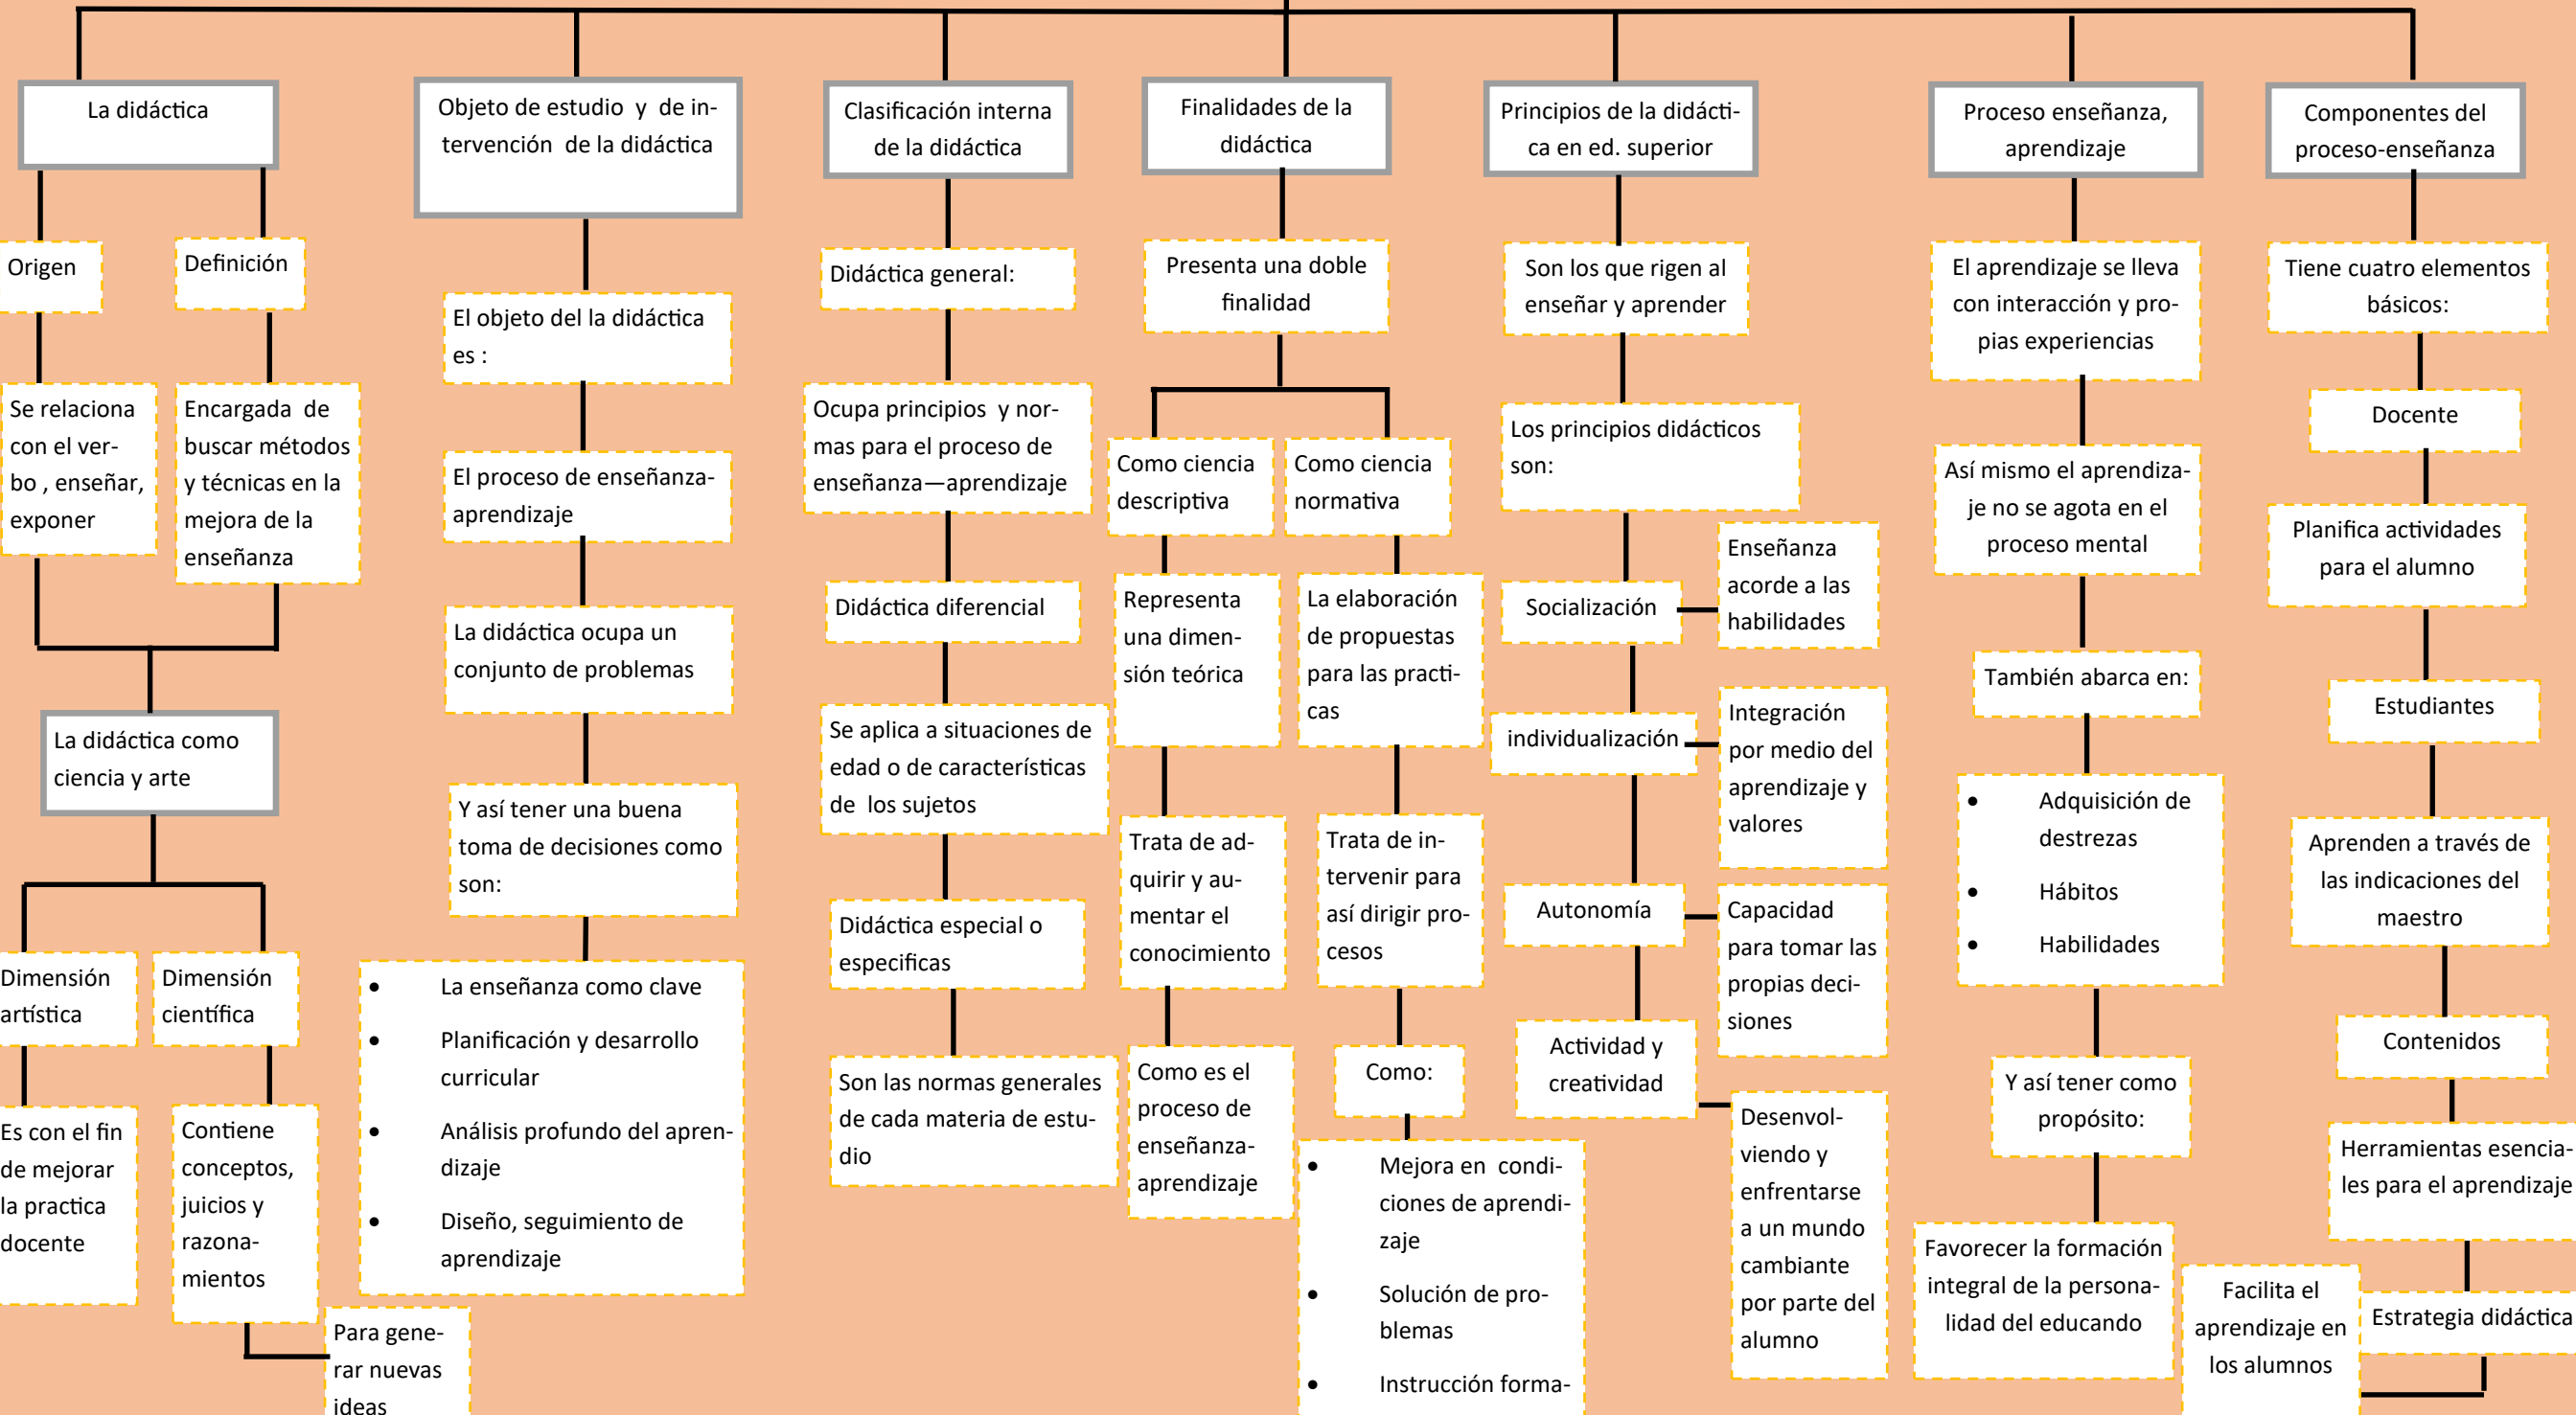 La didáctica
Origen
Definición
Se relaciona
con el ver-
bo , enseñar,
exponer
Encargada  de
buscar métodos
y técnicas en la
mejora de la
enseñanza
La didáctica como
ciencia y arte
Dimensión
artística
Dimensión
científica
Es con el fin
de mejorar
la practica
docente
Contiene
conceptos,
juicios y
razona-
mientos
Para gene-
rar nuevas
ideas
Objeto de estudio  y  de in-
tervención  de la didáctica
El objeto del la didáctica
es :
El proceso de enseñanza-
aprendizaje
La didáctica ocupa un
conjunto de problemas
Y así tener una buena
toma de decisiones como
son:
• La enseñanza como clave
• Planificación y desarrollo
curricular
• Análisis profundo del apren-
dizaje
• Diseño, seguimiento de
aprendizaje
Clasificación interna
de la didáctica
Didáctica general:
Ocupa principios  y nor-
mas para el proceso de
enseñanza—aprendizaje
Didáctica diferencial
Se aplica a situaciones de
edad o de características
de  los sujetos
Didáctica especial o
especificas
Son las normas generales
de cada materia de estu-
dio
Finalidades de la
didáctica
Presenta una doble
finalidad
Como ciencia
descriptiva
Representa
una dimen-
sión teórica
Trata de ad-
quirir y au-
mentar el
conocimiento
Como es el
proceso de
enseñanza-
aprendizaje
Como ciencia
normativa
La elaboración
de propuestas
para las practi-
cas
Trata de in-
tervenir para
así dirigir pro-
cesos
Como:
• Mejora en  condi-
ciones de aprendi-
zaje
• Solución de pro-
blemas
• Instrucción forma-
Principios de la didácti-
ca en ed. superior
Son los que rigen al
enseñar y aprender
Los principios didácticos
son:
Socialización
Enseñanza
acorde a las
habilidades
individualización
Integración
por medio del
aprendizaje y
valores
Autonomía
Capacidad
para tomar las
propias deci-
siones
Actividad y
creatividad
Desenvol-
viendo y
enfrentarse
a un mundo
cambiante
por parte del
alumno
Proceso enseñanza,
aprendizaje
El aprendizaje se lleva
con interacción y pro-
pias experiencias
Así mismo el aprendiza-
je no se agota en el
proceso mental
También abarca en:
• Adquisición de
destrezas
• Hábitos
• Habilidades
Y así tener como
propósito:
Favorecer la formación
integral de la persona-
lidad del educando
Componentes del
proceso-enseñanza
Tiene cuatro elementos
básicos:
Docente
Planifica actividades
para el alumno
Estudiantes
Aprenden a través de
las indicaciones del
maestro
Contenidos
Herramientas esencia-
les para el aprendizaje
Estrategia didáctica
Facilita el
aprendizaje en
los alumnos